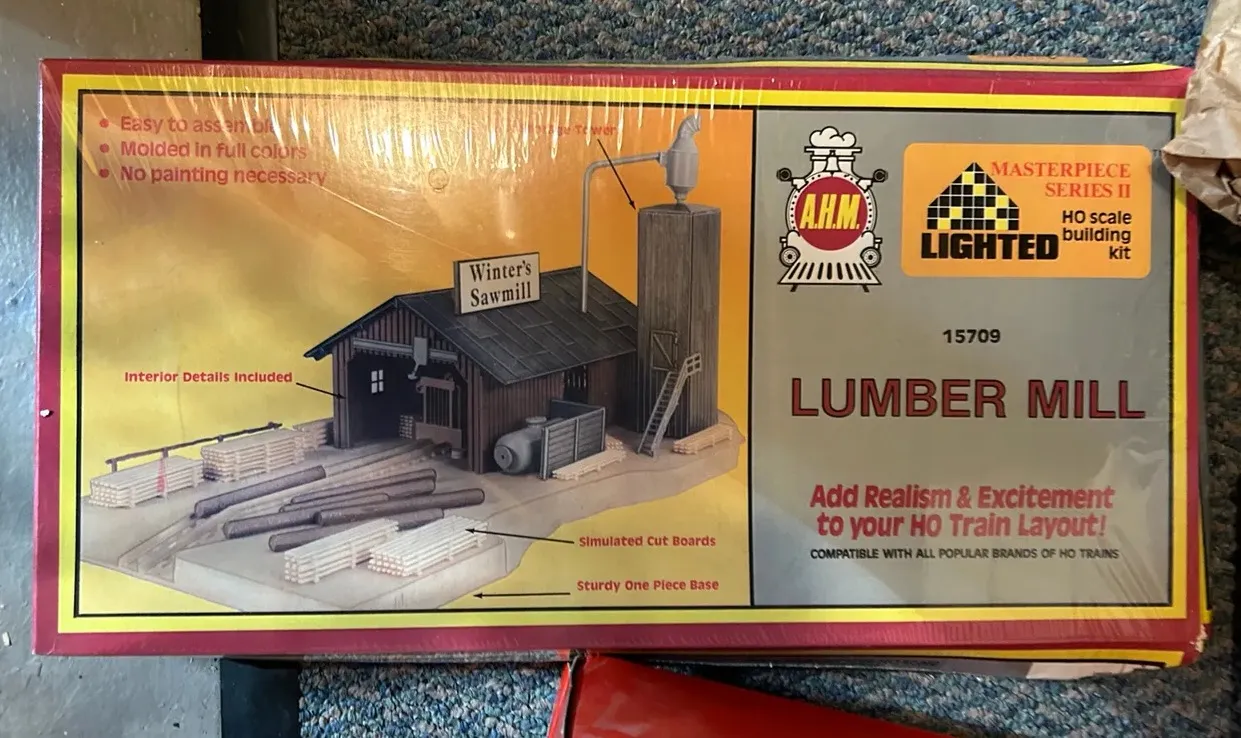 • Easy to assemble
• Molded in full colors
• No painting necessary
Storage Tower
Winter's
Sawmill
Interior Details Included
Simulated Cut Boards
Sturdy One Piece Base
A.H.M.
MASTERPIECE
SERIES II
LIGHTED
HO scale
building
kit
15709
LUMBER MILL
Add Realism & Excitement
to your HO Train Layout!
COMPATIBLE WITH ALL POPULAR BRANDS OF HO TRAINS